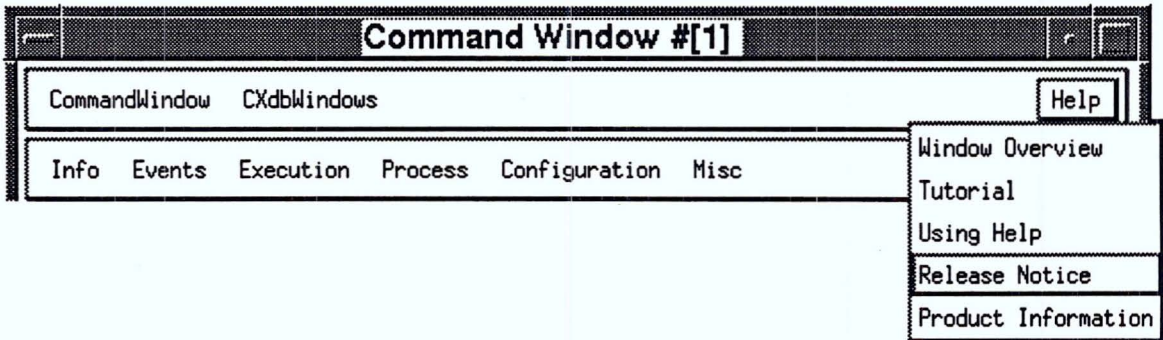 Command Window #[1]
CommandWindow CXdbWindows Help
Info Events Execution Process Configuration Misc
Window Overview
Tutorial
Using Help
Release Notice
Product Information